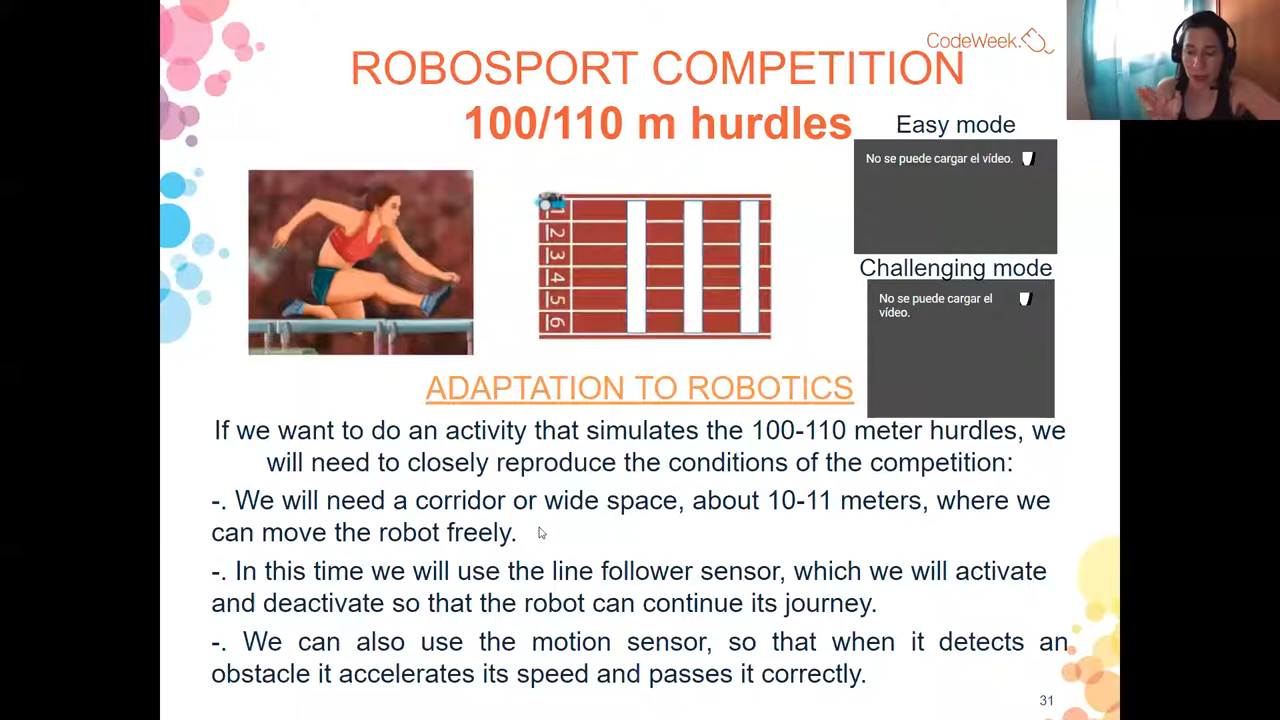 CodeWeek.
ROBOSPORT COMPETITION
100/110 m hurdles
Easy mode
No se puede cargar el vídeo.
1
2
3
4
5
6
Challenging mode
No se puede cargar el
vídeo.
ADAPTATION TO ROBOTICS
If we want to do an activity that simulates the 100-110 meter hurdles, we
will need to closely reproduce the conditions of the competition:
-. We will need a corridor or wide space, about 10-11 meters, where we
can move the robot freely.
-. In this time we will use the line follower sensor, which we will activate
and deactivate so that the robot can continue its journey.
-. We can also use the motion sensor, so that when it detects an
obstacle it accelerates its speed and passes it correctly.
31